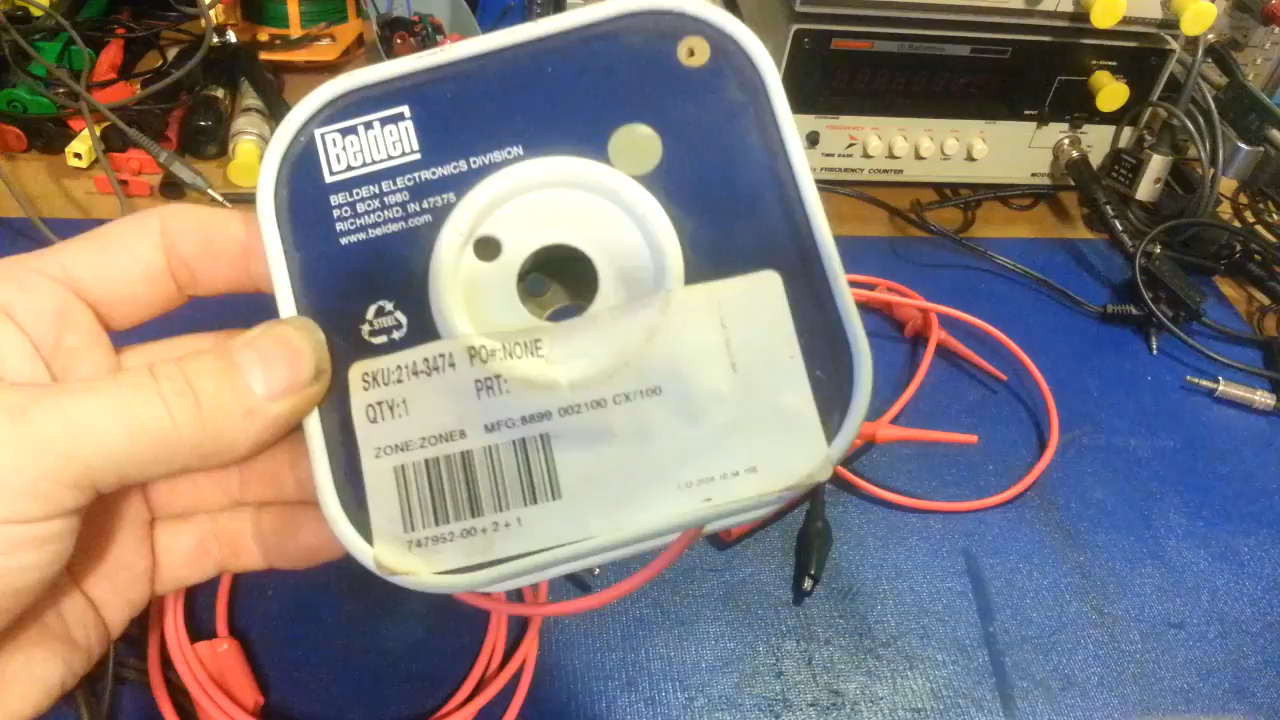 Belden
BELDEN ELECTRONICS DIVISION
P.O. BOX 1980
RICHMOND, IN 47375
www.belden.com
STEEL
SKU:214-3474 PO#:NONE
QTY:1 PRT:
ZONE:ZONE8 MFG:8899 002100 CX/100
747952-00+2+1
FREQUENCY
TIME BASE
INPUT
FREQUENCY COUNTER